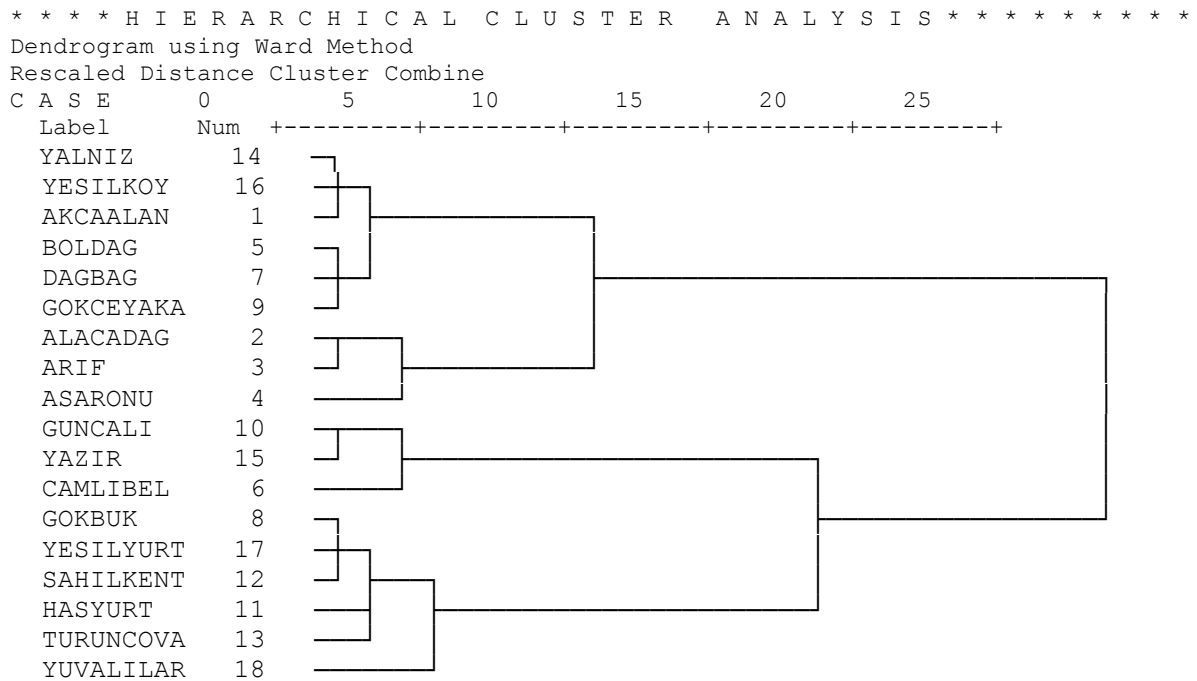 * * * * H I E R A R C H I C A L   C L U S T E R   A N A L Y S I S * * * * * * * * *
Dendrogram using Ward Method
Rescaled Distance Cluster Combine
C A S E 0 5 10 15 20 25
Label Num +---------+---------+---------+---------+---------+
YALNIZ 14
YESILKOY 16
AKCAALAN 1
BOLDAG 5
DAGBAG 7
GOKCEYAKA 9
ALACADAG 2
ARIF 3
ASARONU 4
GUNCALI 10
YAZIR 15
CAMLIBEL 6
GOKBUK 8
YESILYURT 17
SAHILKENT 12
HASYURT 11
TURUNCOVA 13
YUVALILAR 18